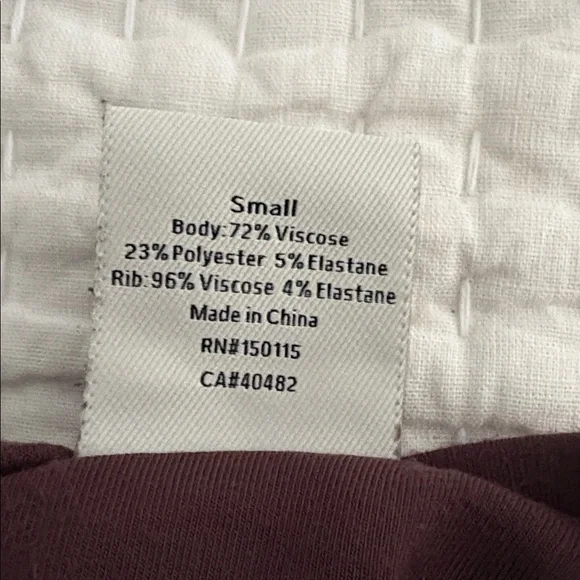 Small
Body:72% Viscose
23% Polyester 5% Elastane
Rib:96% Viscose 4% Elastane
Made in China
RN#150115
CA#40482